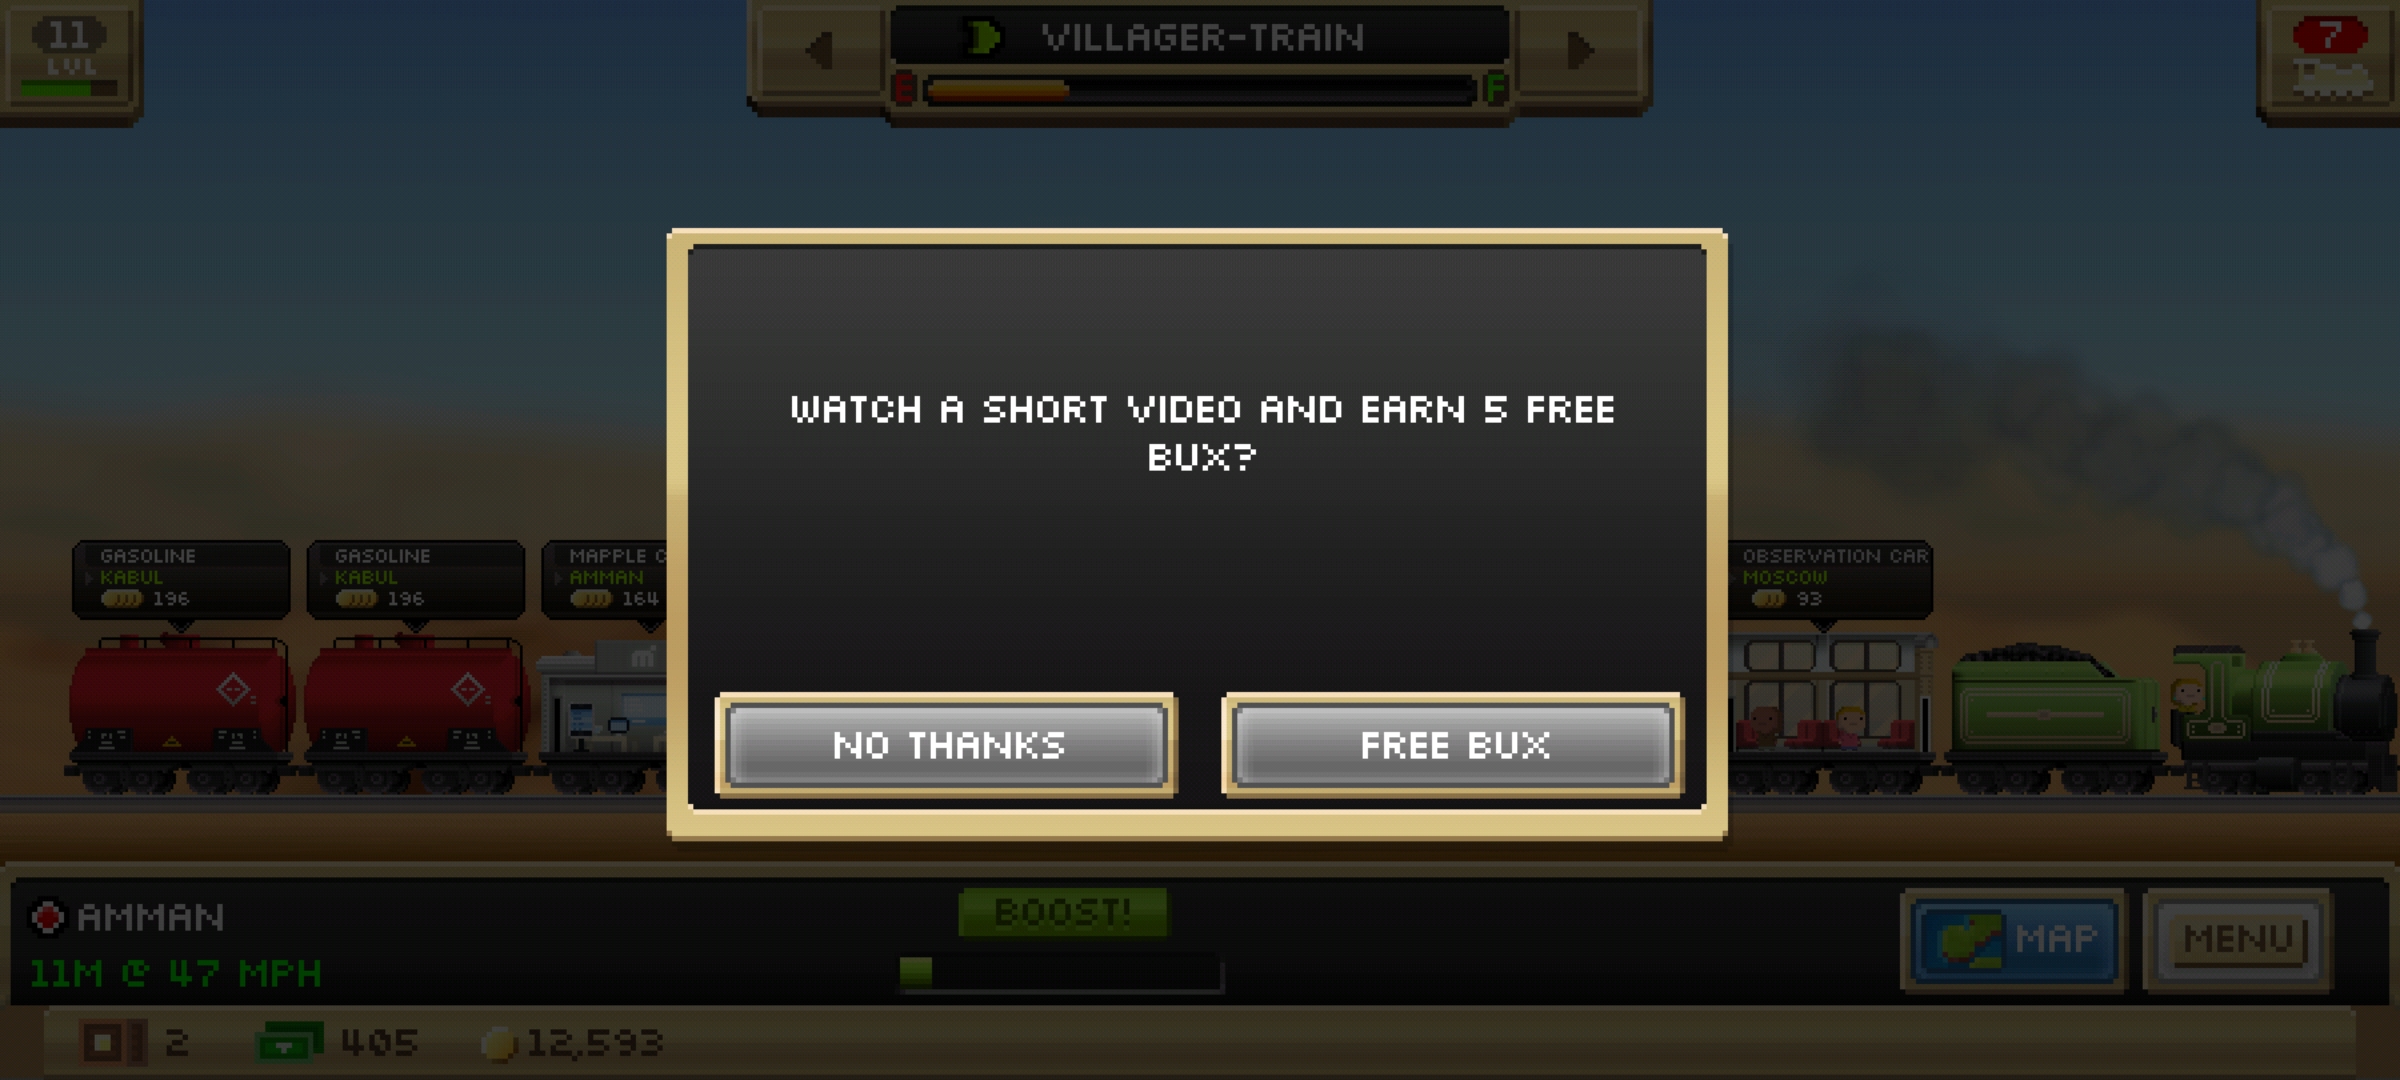 11
LVL
VILLAGER-TRAIN
E
F
7
WATCH A SHORT VIDEO AND EARN 5 FREE
BUX?
NO THANKS
FREE BUX
GASOLINE
KABUL
196
GASOLINE
KABUL
196
MAPPLE
AMMAN
164
OBSERVATION CAR
MOSCOW
93
m
AMMAN
11M @ 47 MPH
BOOST!
MAP
MENU
2
405
12,593